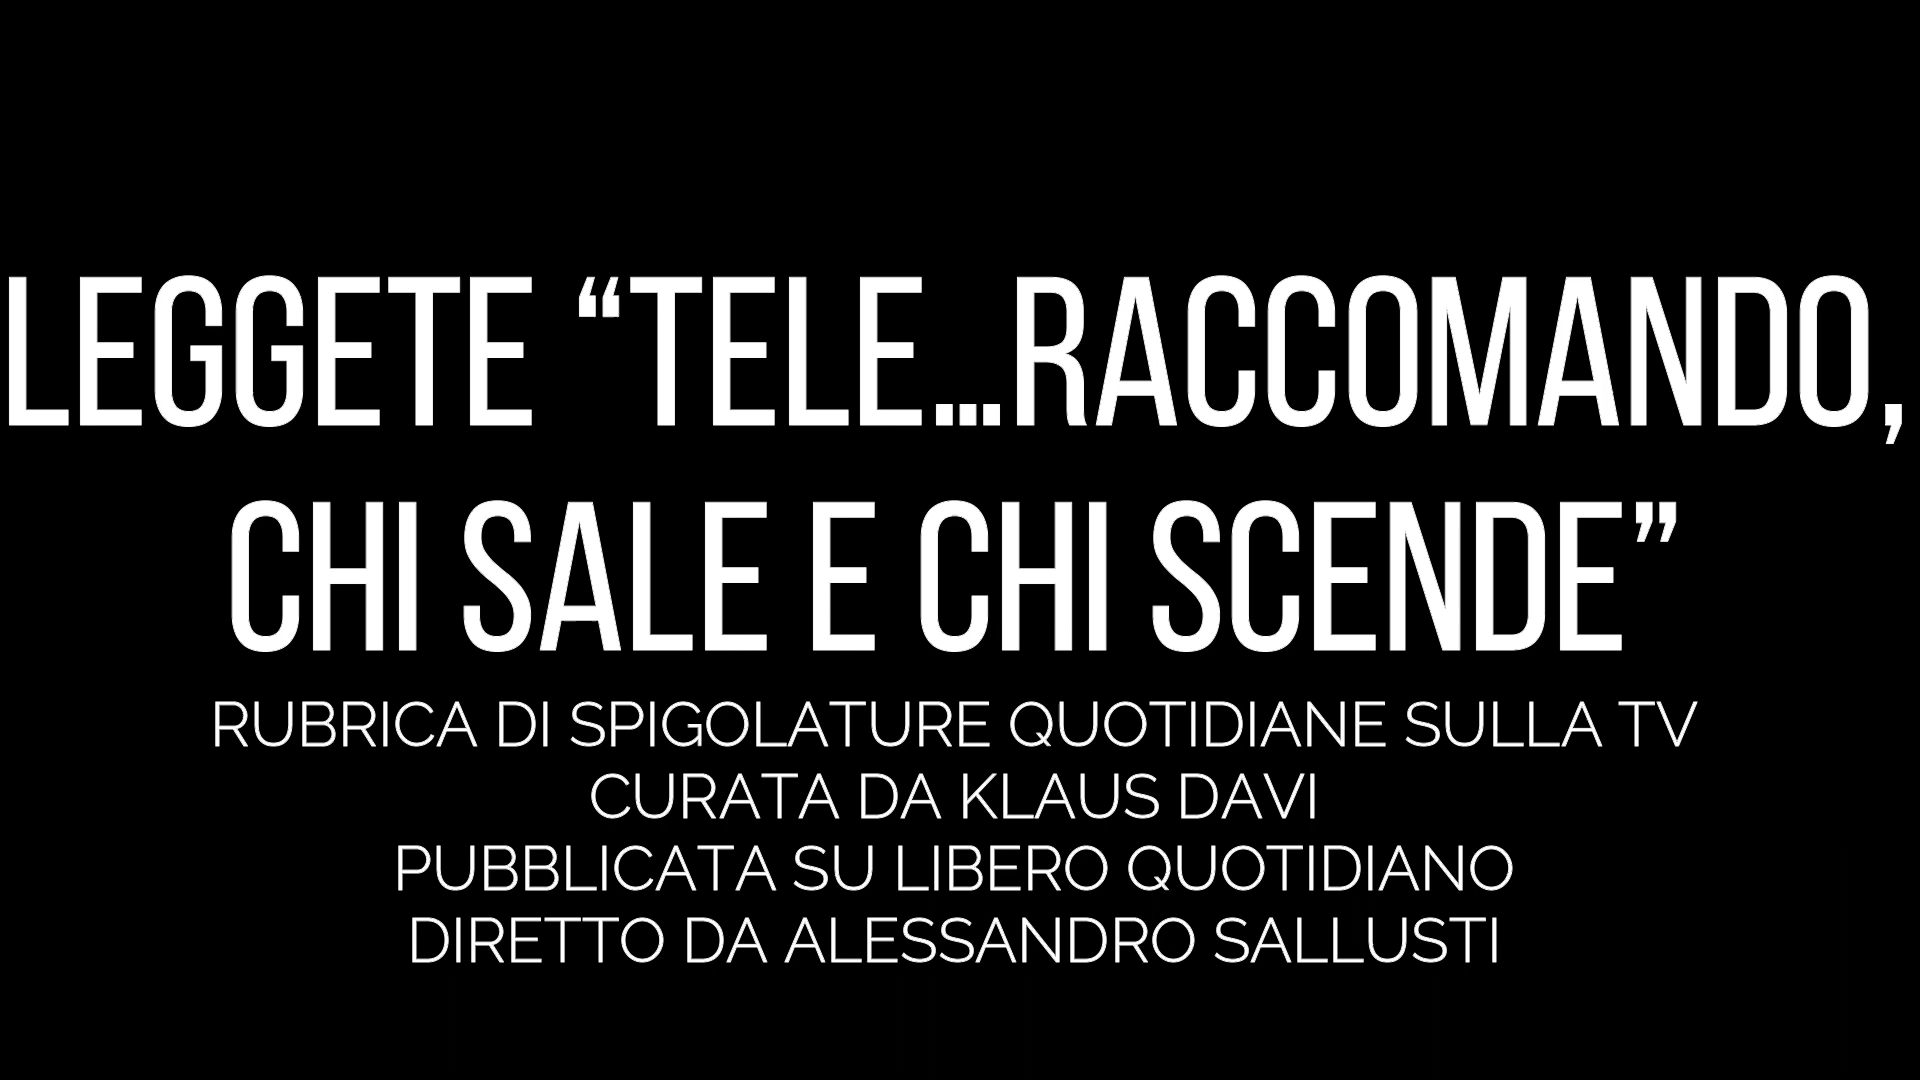 LEGGETE “TELE...RACCOMANDO,
CHI SALE E CHI SCENDE”
RUBRICA DI SPIGOLATURE QUOTIDIANE SULLA TV
CURATA DA KLAUS DAVI
PUBBLICATA SU LIBERO QUOTIDIANO
DIRETTO DA ALESSANDRO SALLUSTI